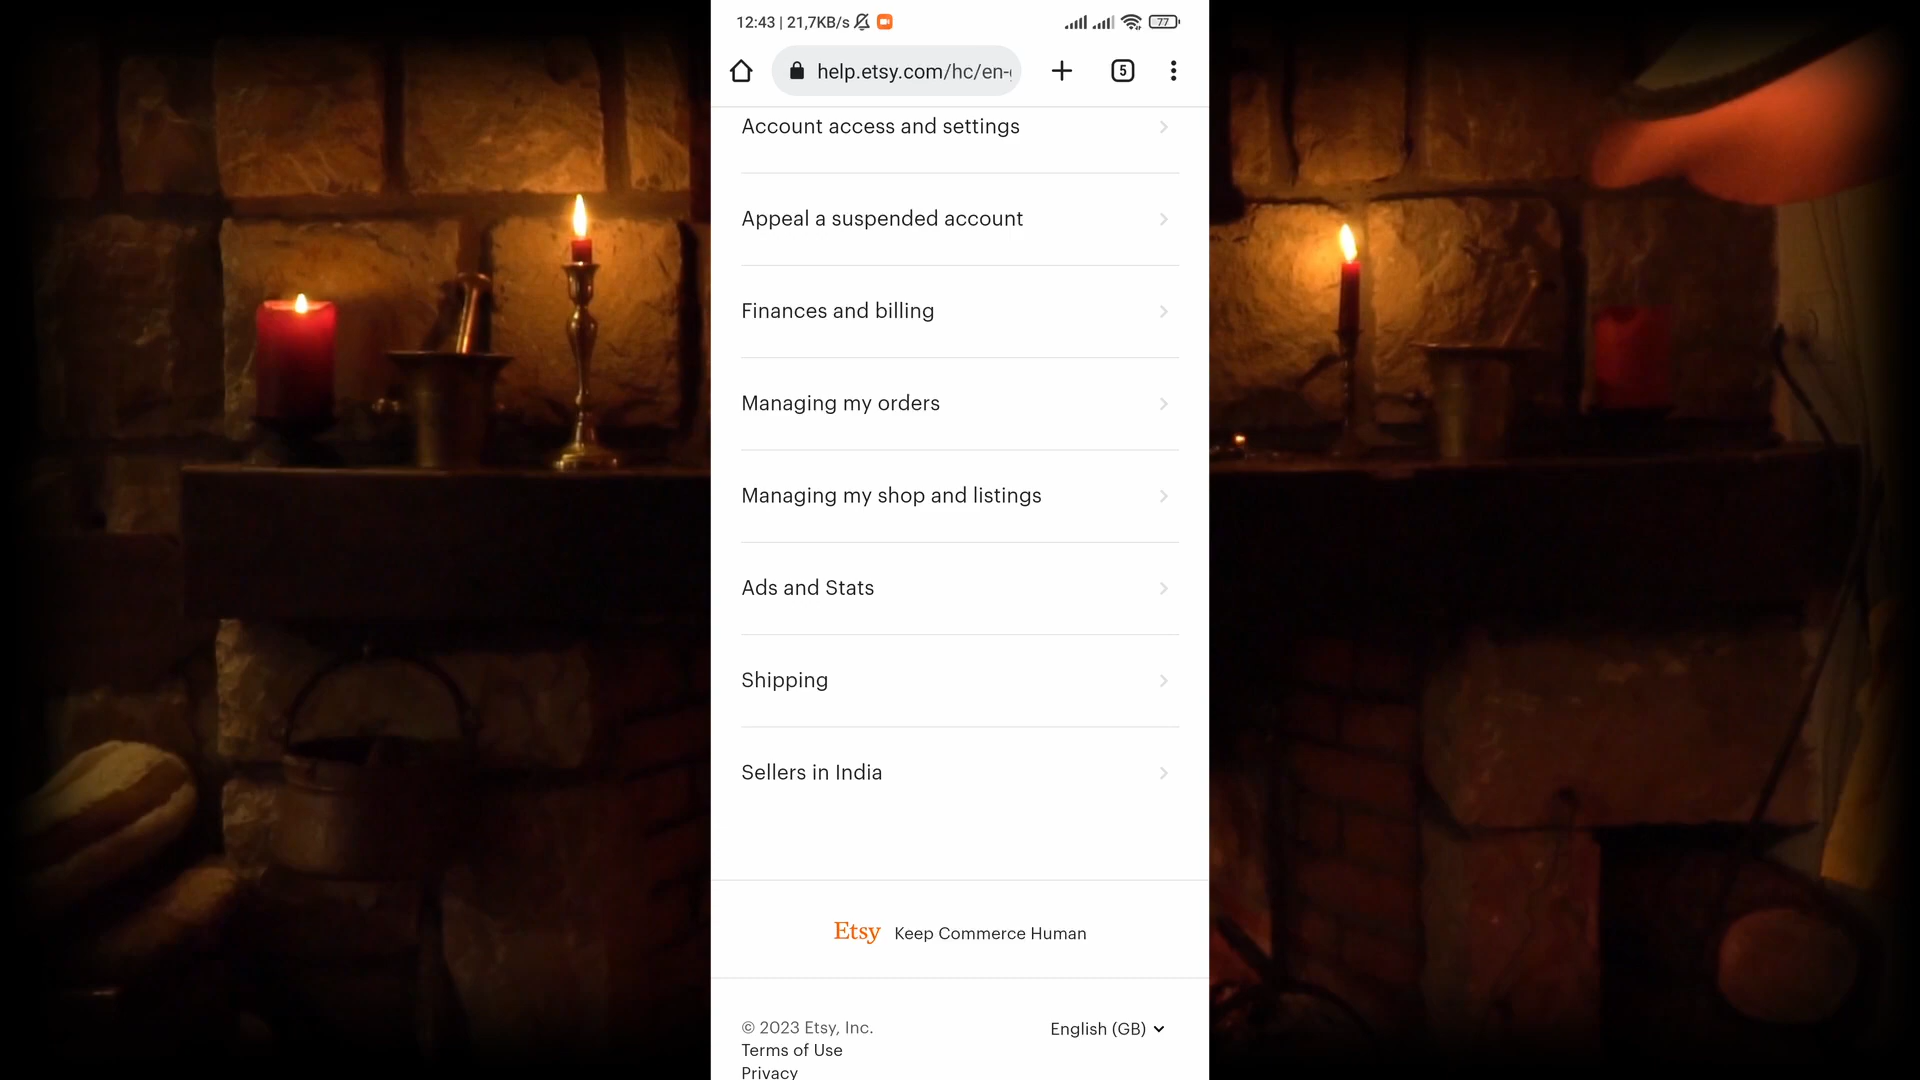 12:43 | 21,7KB/s 77
help.etsy.com/hc/en- 5
Account access and settings
Appeal a suspended account
Finances and billing
Managing my orders
Managing my shop and listings
Ads and Stats
Shipping
Sellers in India
Etsy Keep Commerce Human
© 2023 Etsy, Inc. English (GB)
Terms of Use
Privacy